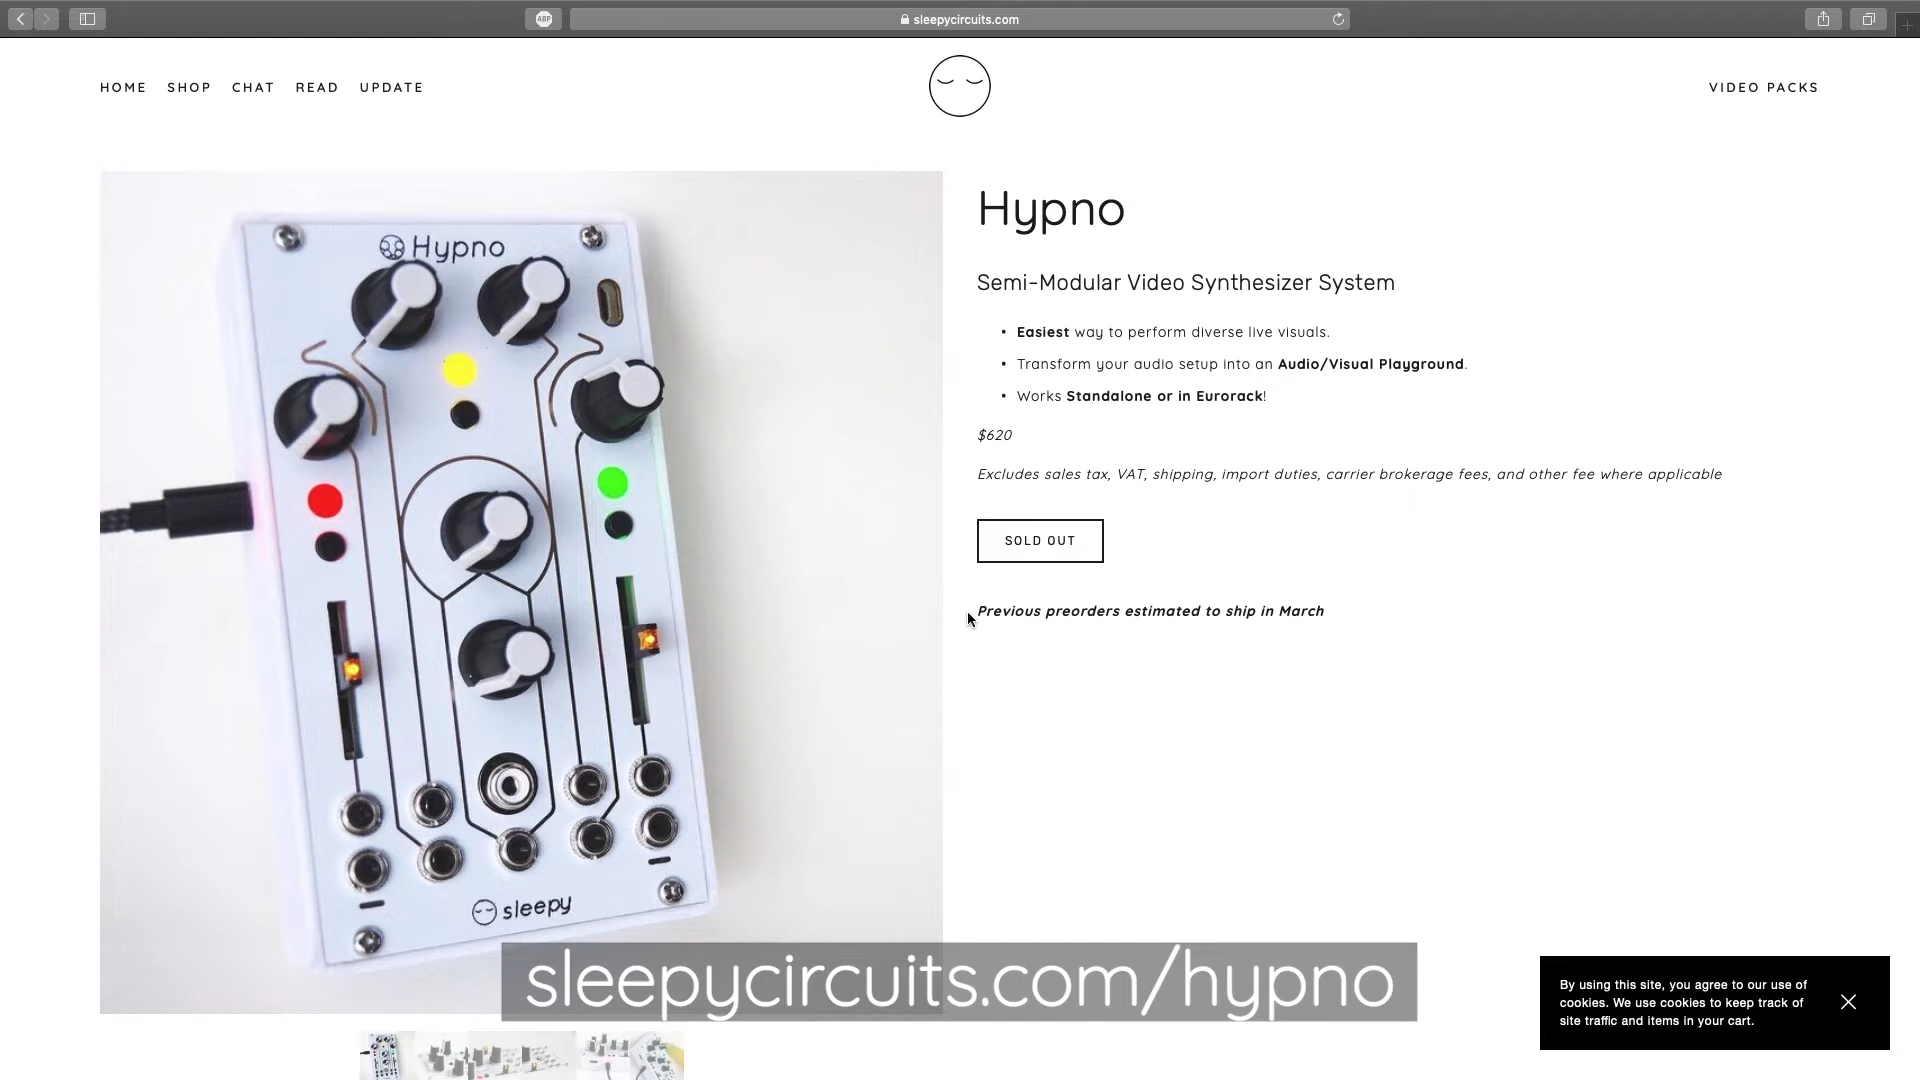 ABP
sleepycircuits.com
HOME SHOP CHAT READ UPDATE
VIDEO PACKS
Hypno
sleepy
Hypno
Semi-Modular Video Synthesizer System
• Easiest way to perform diverse live visuals.
• Transform your audio setup into an Audio/Visual Playground.
• Works Standalone or in Eurorack!
$620
Excludes sales tax, VAT, shipping, import duties, carrier brokerage fees, and other fee where applicable
SOLD OUT
Previous preorders estimated to ship in March
sleepycircuits.com/hypno
By using this site, you agree to our use of
cookies. We use cookies to keep track of
site traffic and items in your cart.